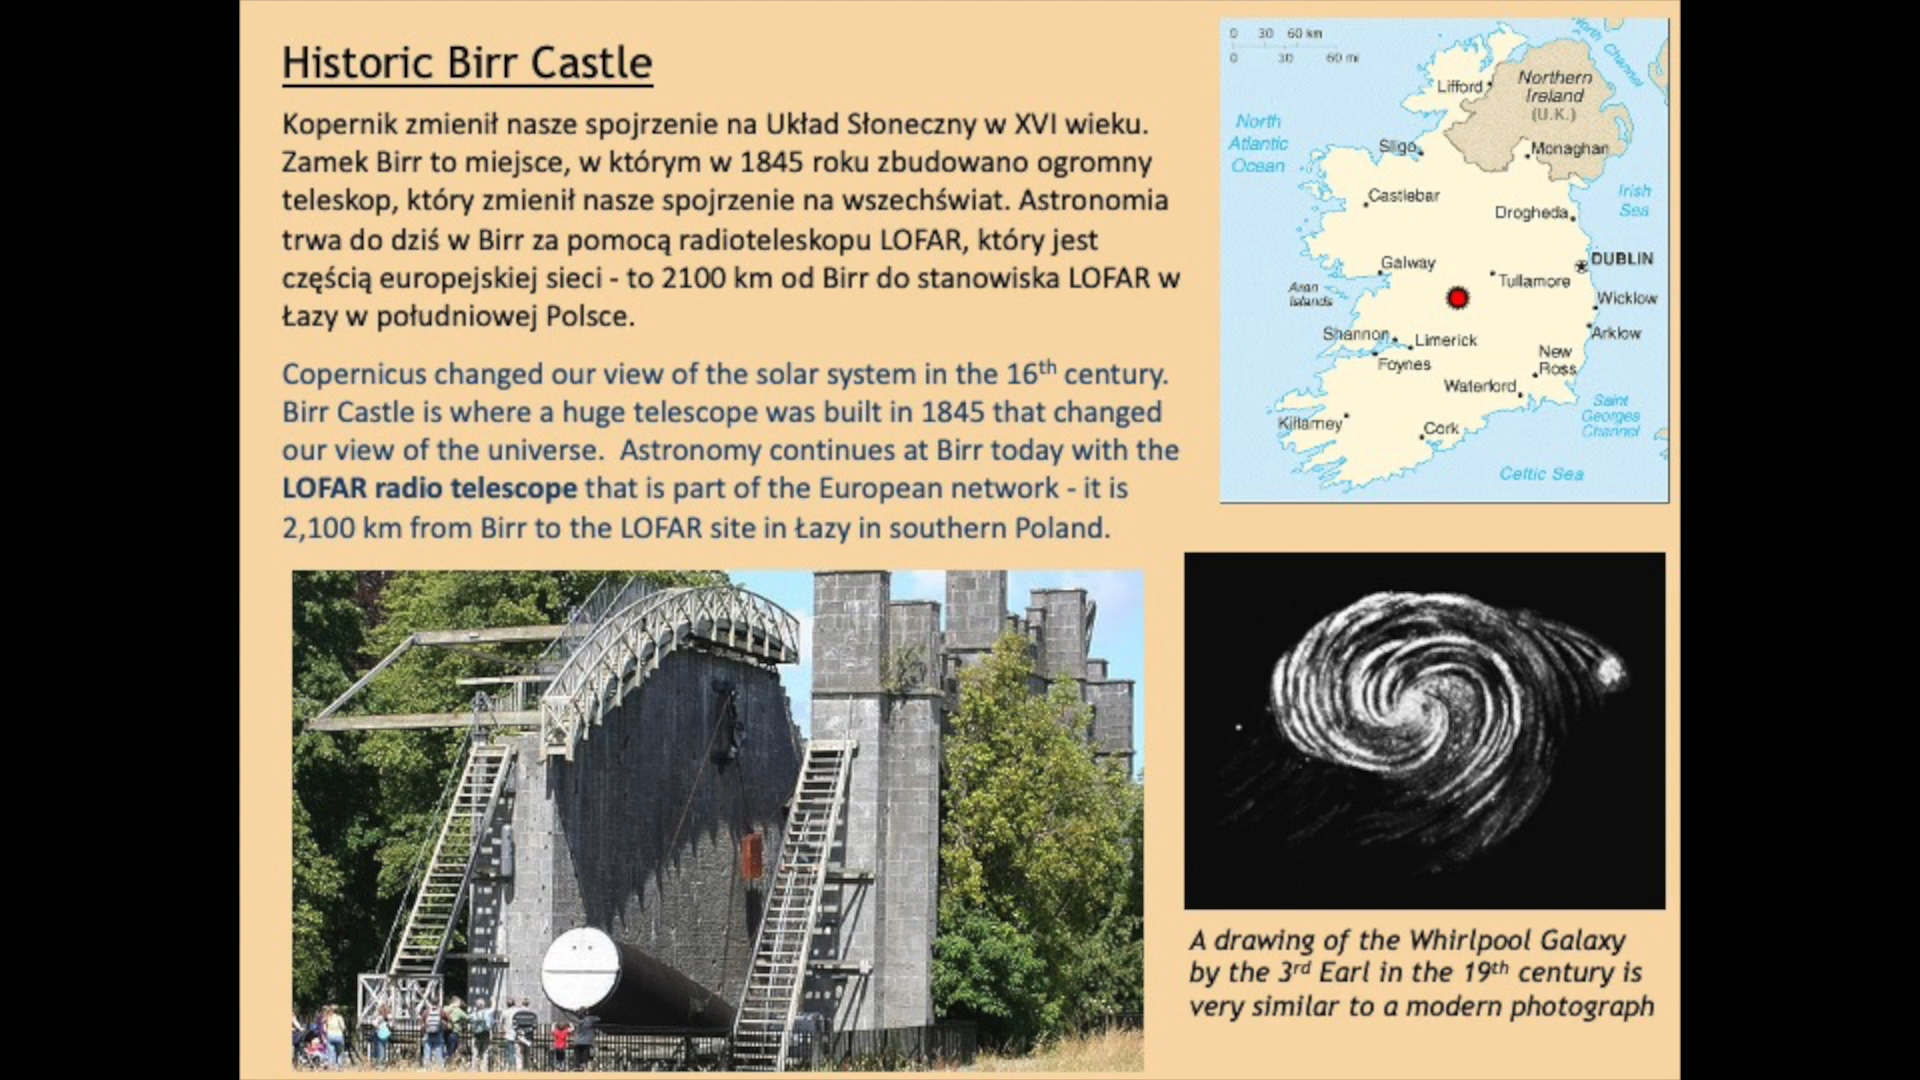 Historic Birr Castle
Kopernik zmienił nasze spojrzenie na Układ Słoneczny w XVI wieku.
Zamek Birr to miejsce, w którym w 1845 roku zbudowano ogromny
teleskop, który zmienił nasze spojrzenie na wszechświat. Astronomia
trwa do dziś w Birr za pomocą radioteleskopu LOFAR, który jest
częścią europejskiej sieci - to 2100 km od Birr do stanowiska LOFAR w
Łazy w południowej Polsce.
Copernicus changed our view of the solar system in the 16th century.
Birr Castle is where a huge telescope was built in 1845 that changed
our view of the universe. Astronomy continues at Birr today with the
LOFAR radio telescope that is part of the European network - it is
2,100 km from Birr to the LOFAR site in Łazy in southern Poland.
0 30 60 km
0 30 60 mi
North Channel
Lifford
Northern
Ireland
(U.K.)
North
Atlantic
Ocean
Sligo
Monaghan
Castlebar
Irish
Sea
Drogheda
Galway
DUBLIN
Tullamore
Aran
Islands
Wicklow
Shannon
Limerick
Arklow
Foynes
New
Ross
Waterford
Saint
Georges
Channel
Killarney
Cork
Celtic Sea
A drawing of the Whirlpool Galaxy
by the 3rd Earl in the 19th century is
very similar to a modern photograph